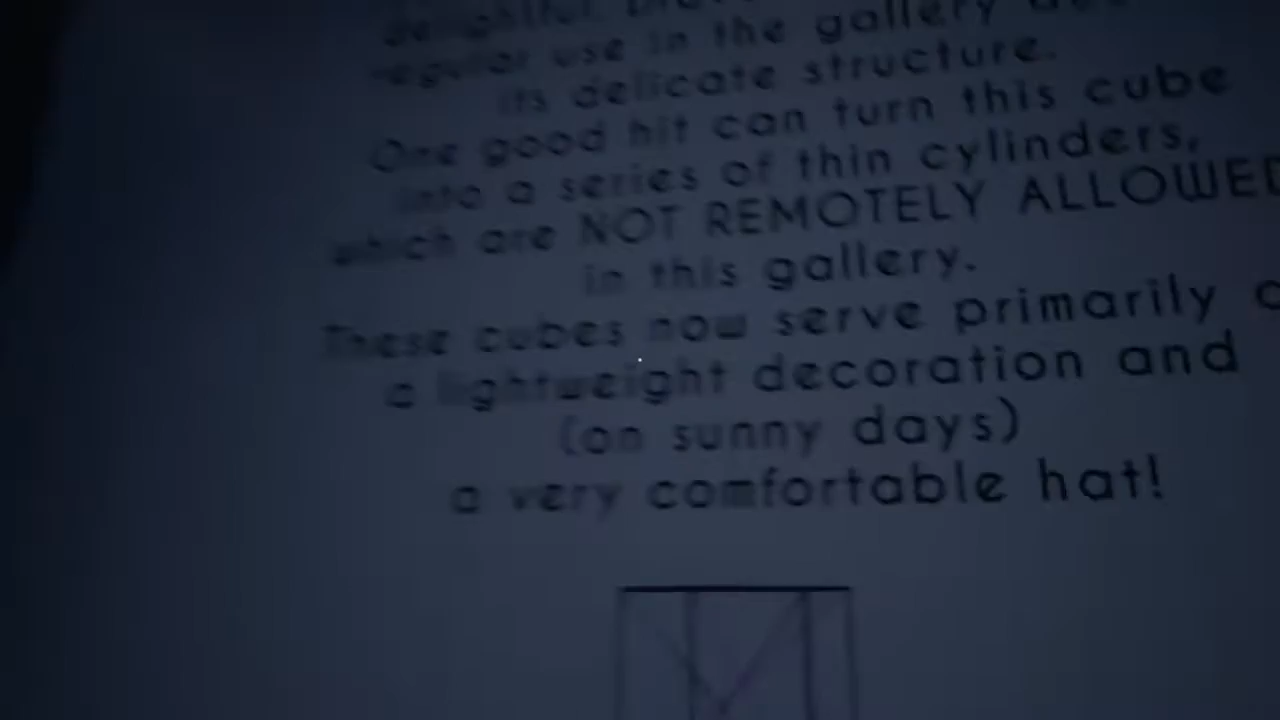 delightful.
regular use in the gallery
its delicate structure.
One good hit can turn this cube
into a series of thin cylinders,
which are NOT REMOTELY ALLOWED
in this gallery.
These cubes now serve primarily
a lightweight decoration and
(on sunny days)
a very comfortable hat!